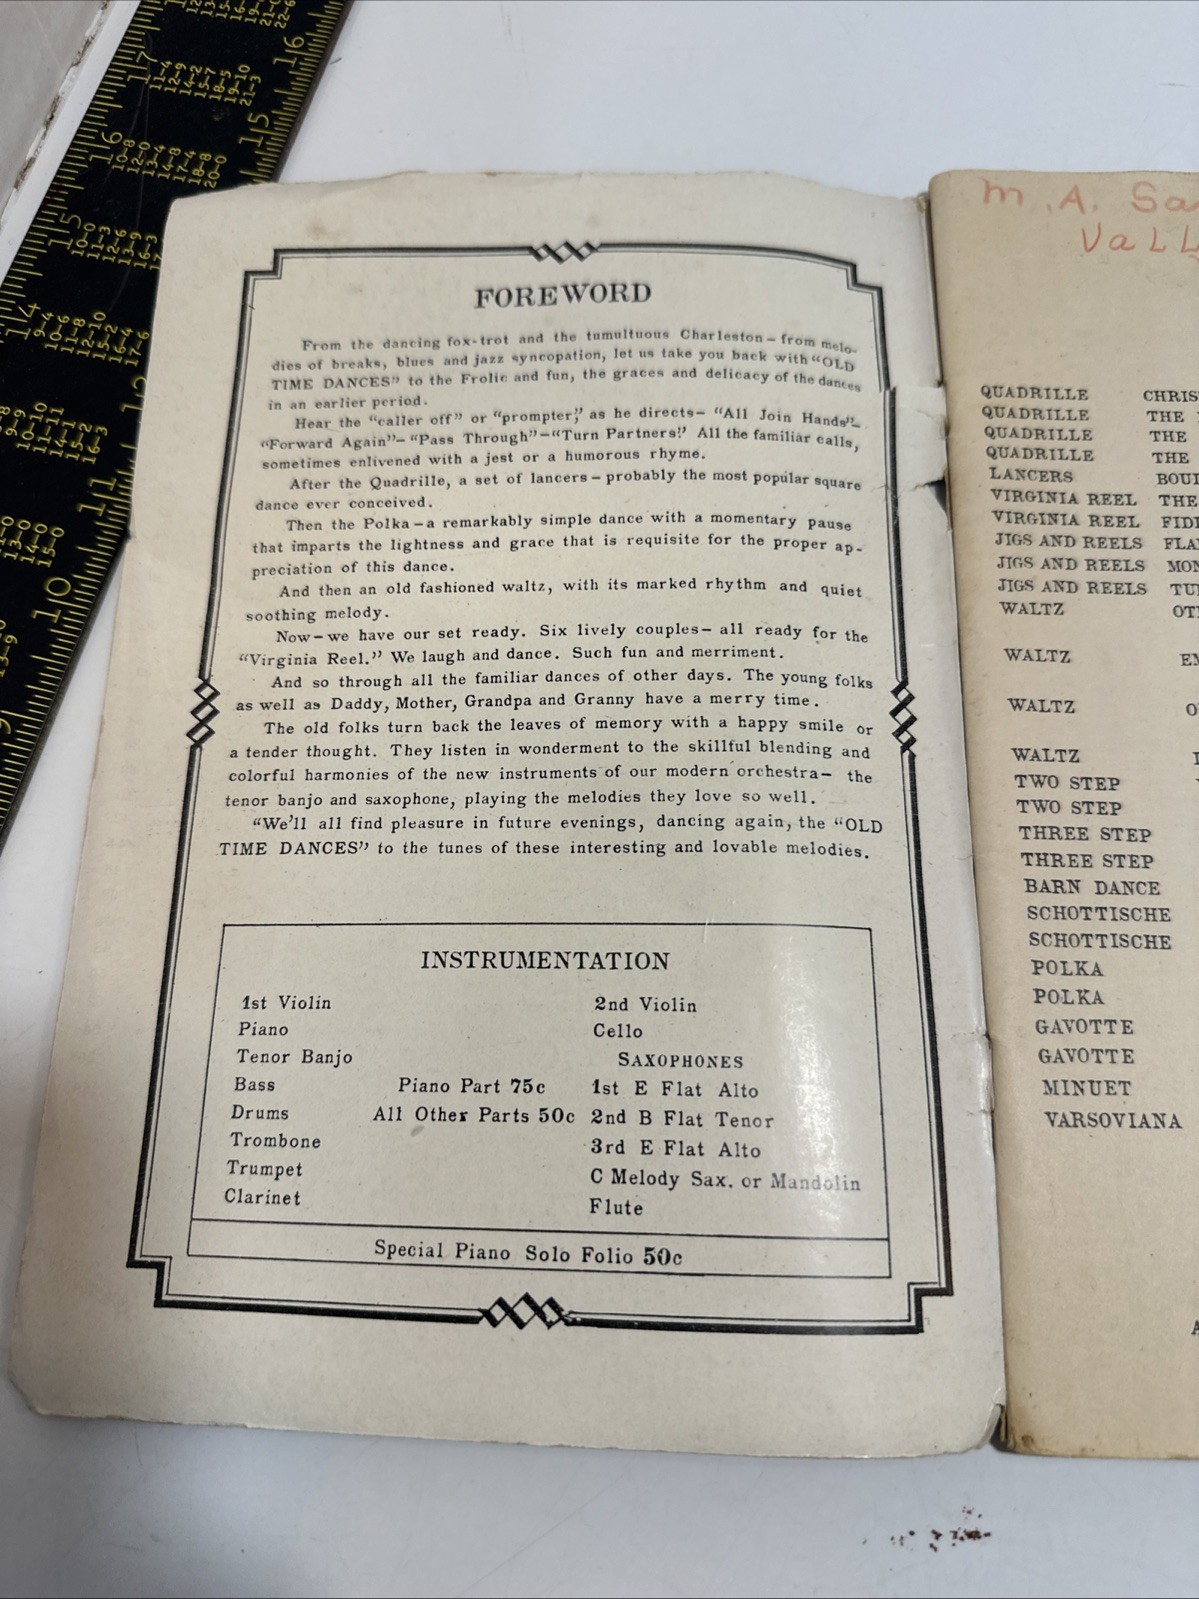 FOREWORD
From the dancing fox-trot and the tumultuous Charleston – from melo-
dies of breaks, blues and jazz syncopation, let us take you back with "OLD
TIME DANCES" to the Frolic and fun, the graces and delicacy of the dances
in an earlier period.
Hear the "caller off" or "prompter," as he directs– "All Join Hands"–
"Forward Again"– "Pass Through"–"Turn Partners." All the familiar calls,
sometimes enlivened with a jest or a humorous rhyme.
After the Quadrille, a set of lancers – probably the most popular square
dance ever conceived.
Then the Polka – a remarkably simple dance with a momentary pause
that imparts the lightness and grace that is requisite for the proper ap-
preciation of this dance.
And then an old fashioned waltz, with its marked rhythm and quiet
soothing melody.
Now – we have our set ready. Six lively couples – all ready for the
"Virginia Reel." We laugh and dance. Such fun and merriment.
And so through all the familiar dances of other days. The young folks
as well as Daddy, Mother, Grandpa and Granny have a merry time.
The old folks turn back the leaves of memory with a happy smile or
a tender thought. They listen in wonderment to the skillful blending and
colorful harmonies of the new instruments of our modern orchestra– the
tenor banjo and saxophone, playing the melodies they love so well.
"We'll all find pleasure in future evenings, dancing again, the "OLD
TIME DANCES" to the tunes of these interesting and lovable melodies.
INSTRUMENTATION
1st Violin
Piano
Tenor Banjo
Bass
Drums
Trombone
Trumpet
Clarinet
Piano Part 75c
All Other Parts 50c
2nd Violin
Cello
SAXOPHONES
1st E Flat Alto
2nd B Flat Tenor
3rd E Flat Alto
C Melody Sax. or Mandolin
Flute
Special Piano Solo Folio 50c
M. A. Sa
VaLL
QUADRILLE CHRIS
QUADRILLE THE
QUADRILLE THE
QUADRILLE THE
LANCERS BOU
VIRGINIA REEL THE
VIRGINIA REEL FID
JIGS AND REELS FLA
JIGS AND REELS MON
JIGS AND REELS TU
WALTZ OT
WALTZ
WALTZ
WALTZ
TWO STEP
TWO STEP
THREE STEP
THREE STEP
BARN DANCE
SCHOTTISCHE
SCHOTTISCHE
POLKA
POLKA
GAVOTTE
GAVOTTE
MINUET
VARSOVIANA